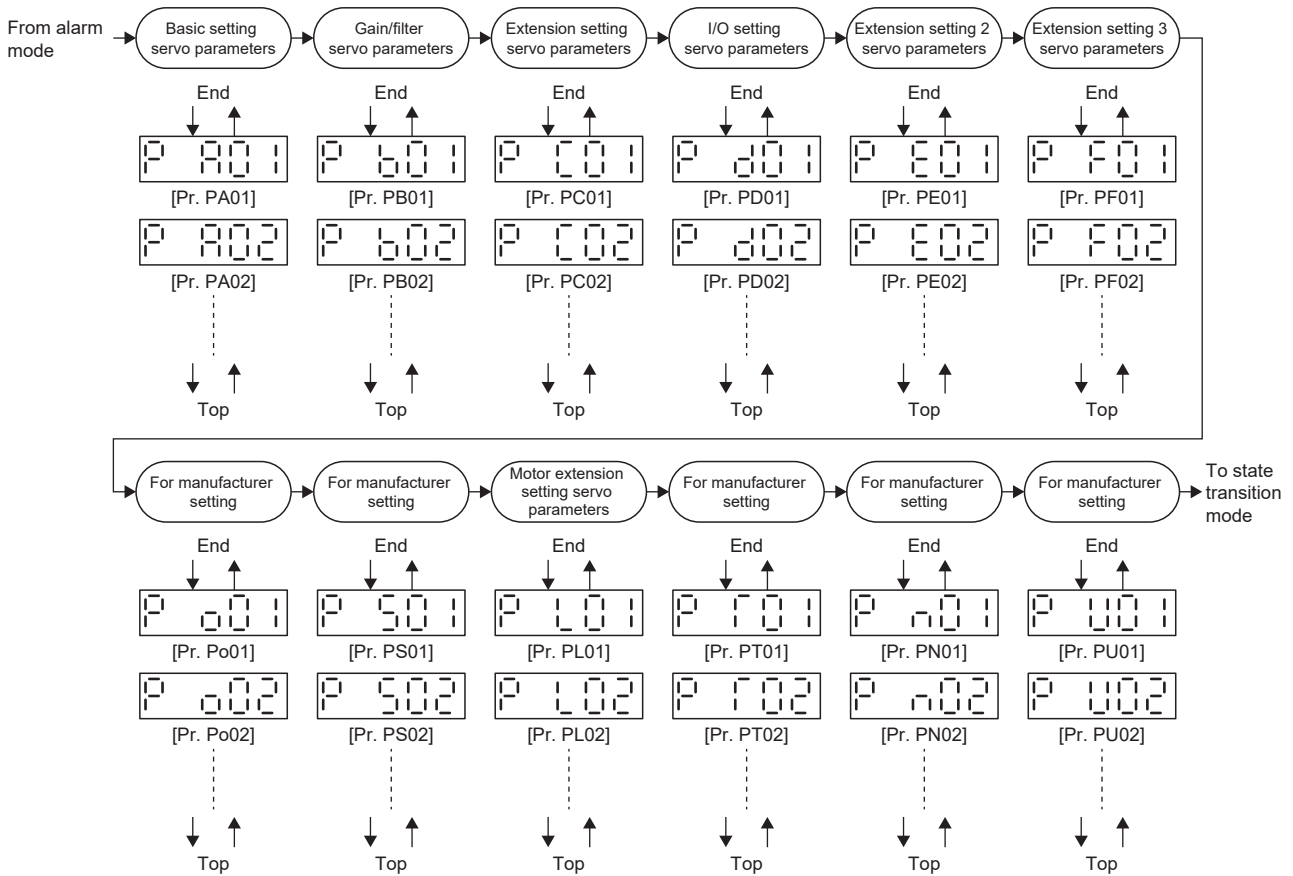 From alarm
mode
Basic setting
servo parameters
Gain/filter
servo parameters
Extension setting
servo parameters
I/O setting
servo parameters
Extension setting 2
servo parameters
Extension setting 3
servo parameters
End End End End End End
P A01 P b01 P C01 P d01 P E01 P F01
[Pr. PA01] [Pr. PB01] [Pr. PC01] [Pr. PD01] [Pr. PE01] [Pr. PF01]
P A02 P b02 P C02 P d02 P E02 P F02
[Pr. PA02] [Pr. PB02] [Pr. PC02] [Pr. PD02] [Pr. PE02] [Pr. PF02]
Top Top Top Top Top Top
For manufacturer
setting
For manufacturer
setting
Motor extension
setting servo
parameters
For manufacturer
setting
For manufacturer
setting
For manufacturer
setting
To state
transition
mode
End End End End End End
P o01 P S01 P L01 P T01 P n01 P U01
[Pr. Po01] [Pr. PS01] [Pr. PL01] [Pr. PT01] [Pr. PN01] [Pr. PU01]
P o02 P S02 P L02 P T02 P n02 P U02
[Pr. Po02] [Pr. PS02] [Pr. PL02] [Pr. PT02] [Pr. PN02] [Pr. PU02]
Top Top Top Top Top Top